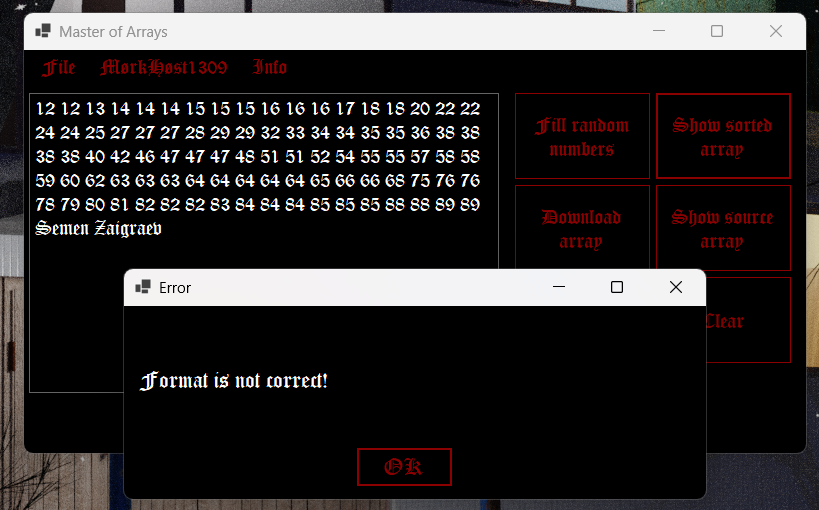 Master of Arrays
File MorkHost1309 Info
12 12 13 14 14 14 15 15 15 16 16 16 17 18 18 20 22 22
24 24 25 27 27 27 28 29 29 32 33 34 34 35 35 36 38 38
38 38 40 42 46 47 47 47 48 51 51 52 54 55 55 57 58 58
59 60 62 63 63 63 64 64 64 64 64 65 66 66 68 75 76 76
78 79 80 81 82 82 82 83 84 84 84 85 85 85 88 88 89 89
Semen Zaigraev
Fill random
numbers
Show sorted
array
Download
array
Show source
array
Clear
Error
Format is not correct!
OK